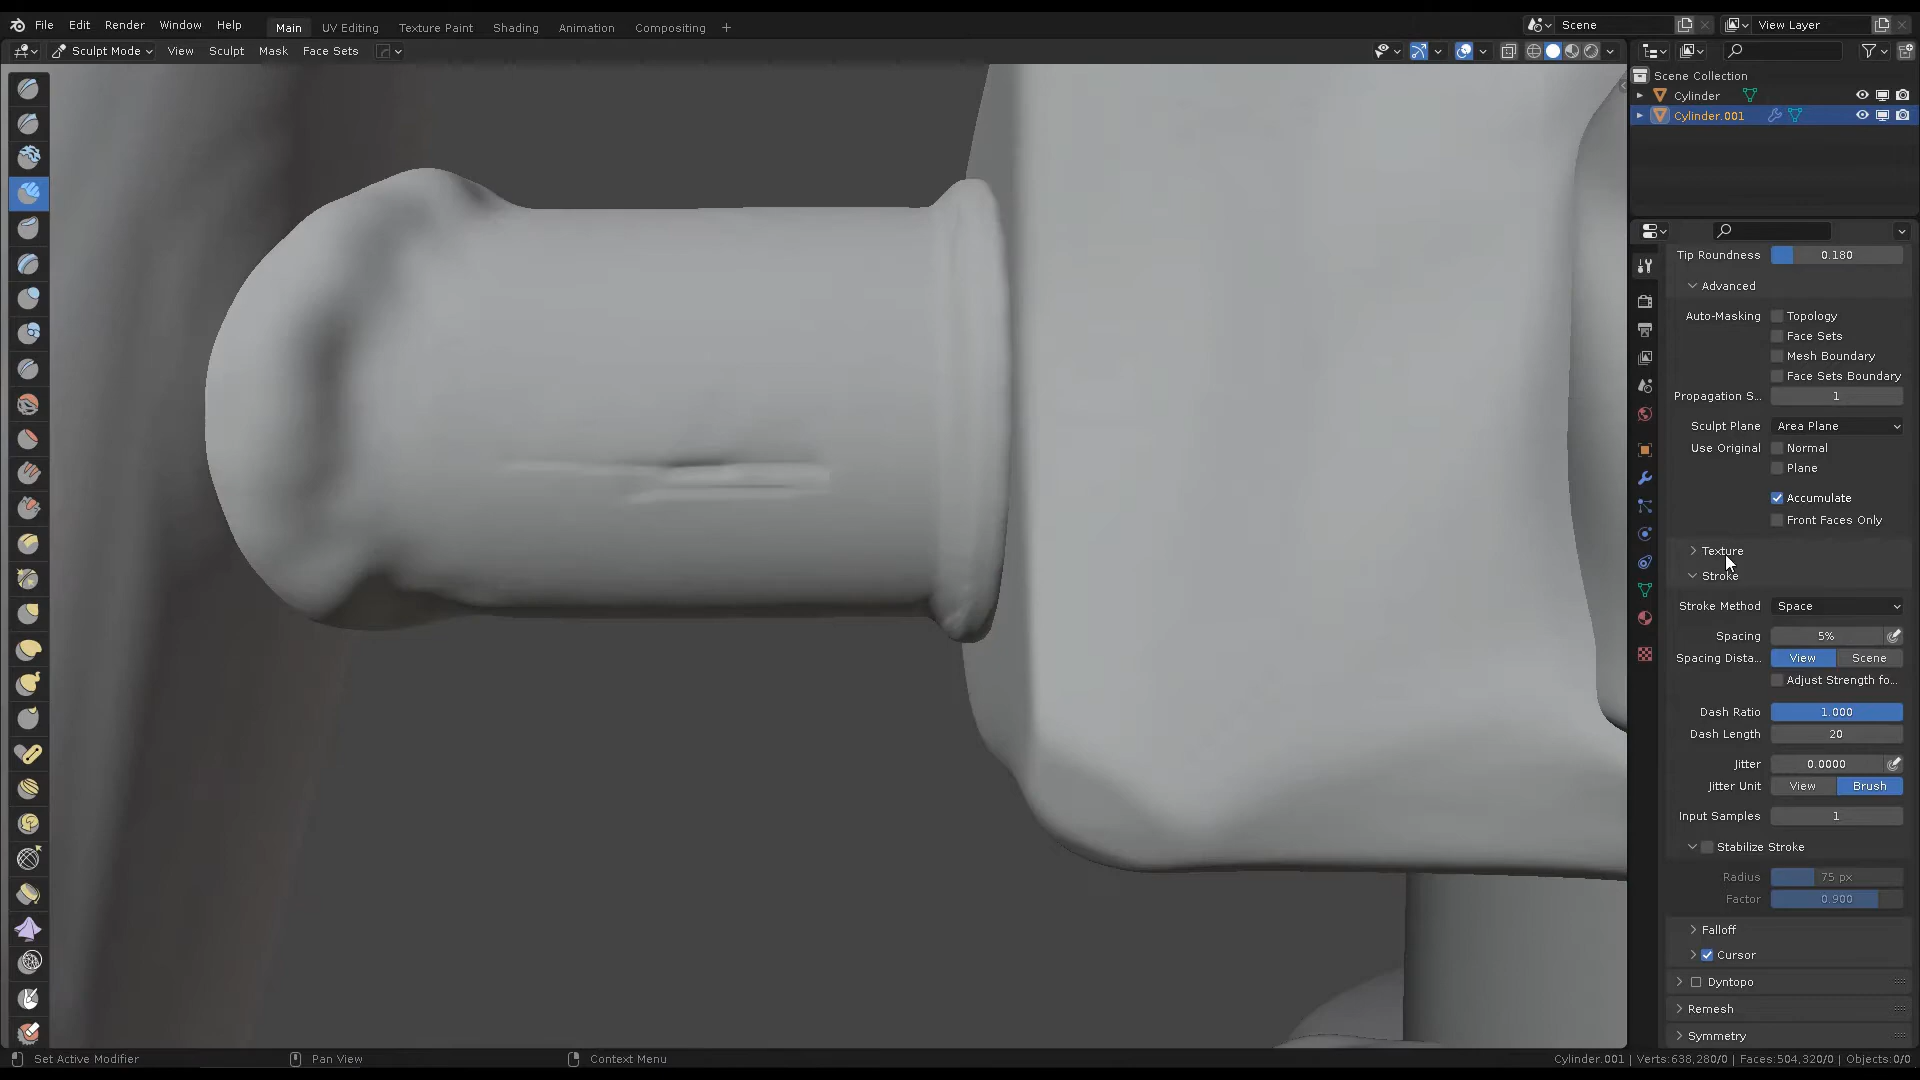 File Edit Render Window Help Main UV Editing Texture Paint Shading Animation Compositing + Scene View Layer
Sculpt Mode View Sculpt Mask Face Sets
Scene Collection
Cylinder
Cylinder.001
Tip Roundness 0.180
Advanced
Auto-Masking Topology
Face Sets
Mesh Boundary
Face Sets Boundary
Propagation S... 1
Sculpt Plane Area Plane
Use Original Normal
Plane
Accumulate
Front Faces Only
Texture
Stroke
Stroke Method Space
Spacing 5%
Spacing Dista... View Scene
Adjust Strength fo...
Dash Ratio 1.000
Dash Length 20
Jitter 0.0000
Jitter Unit View Brush
Input Samples 1
Stabilize Stroke
Radius 75 px
Factor 0.900
Falloff
Cursor
Dyntopo
Remesh
Symmetry
Set Active Modifier Pan View Context Menu Cylinder.001 | Verts:638,280/0 | Faces:504,320/0 | Objects:0/0